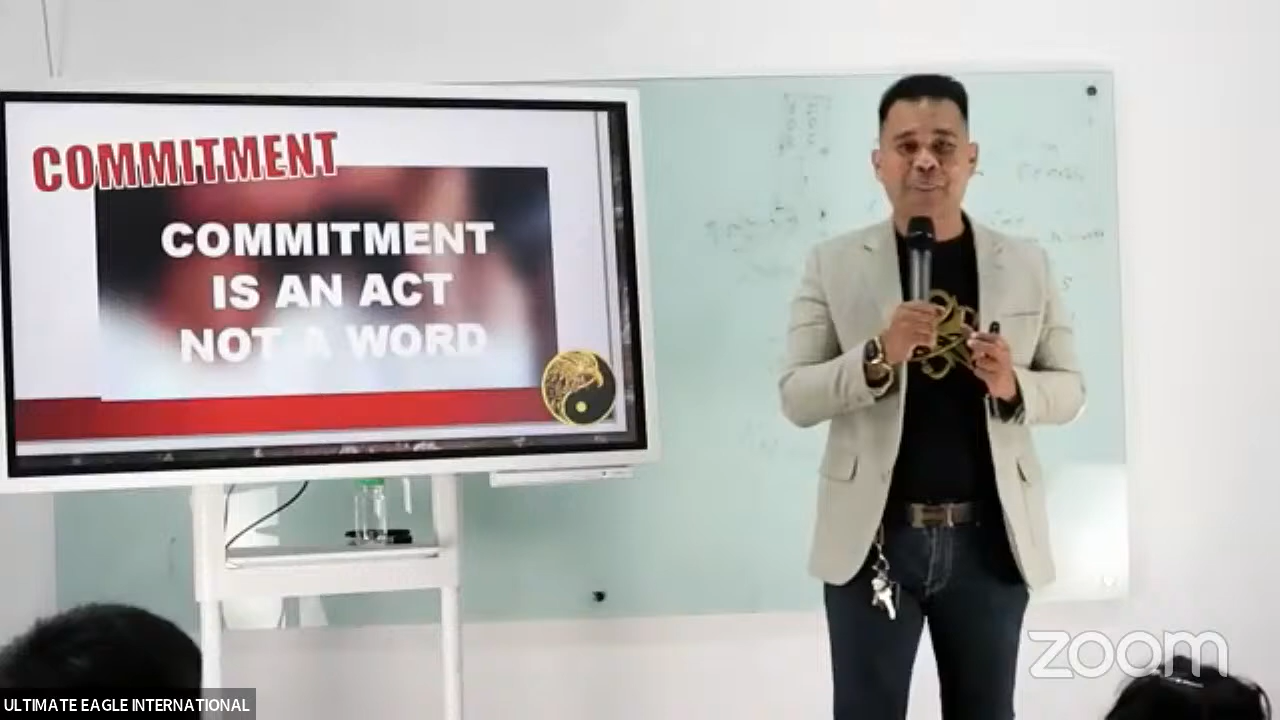 COMMITMENT
COMMITMENT
IS AN ACT
NOT A WORD
zoom
ULTIMATE EAGLE INTERNATIONAL